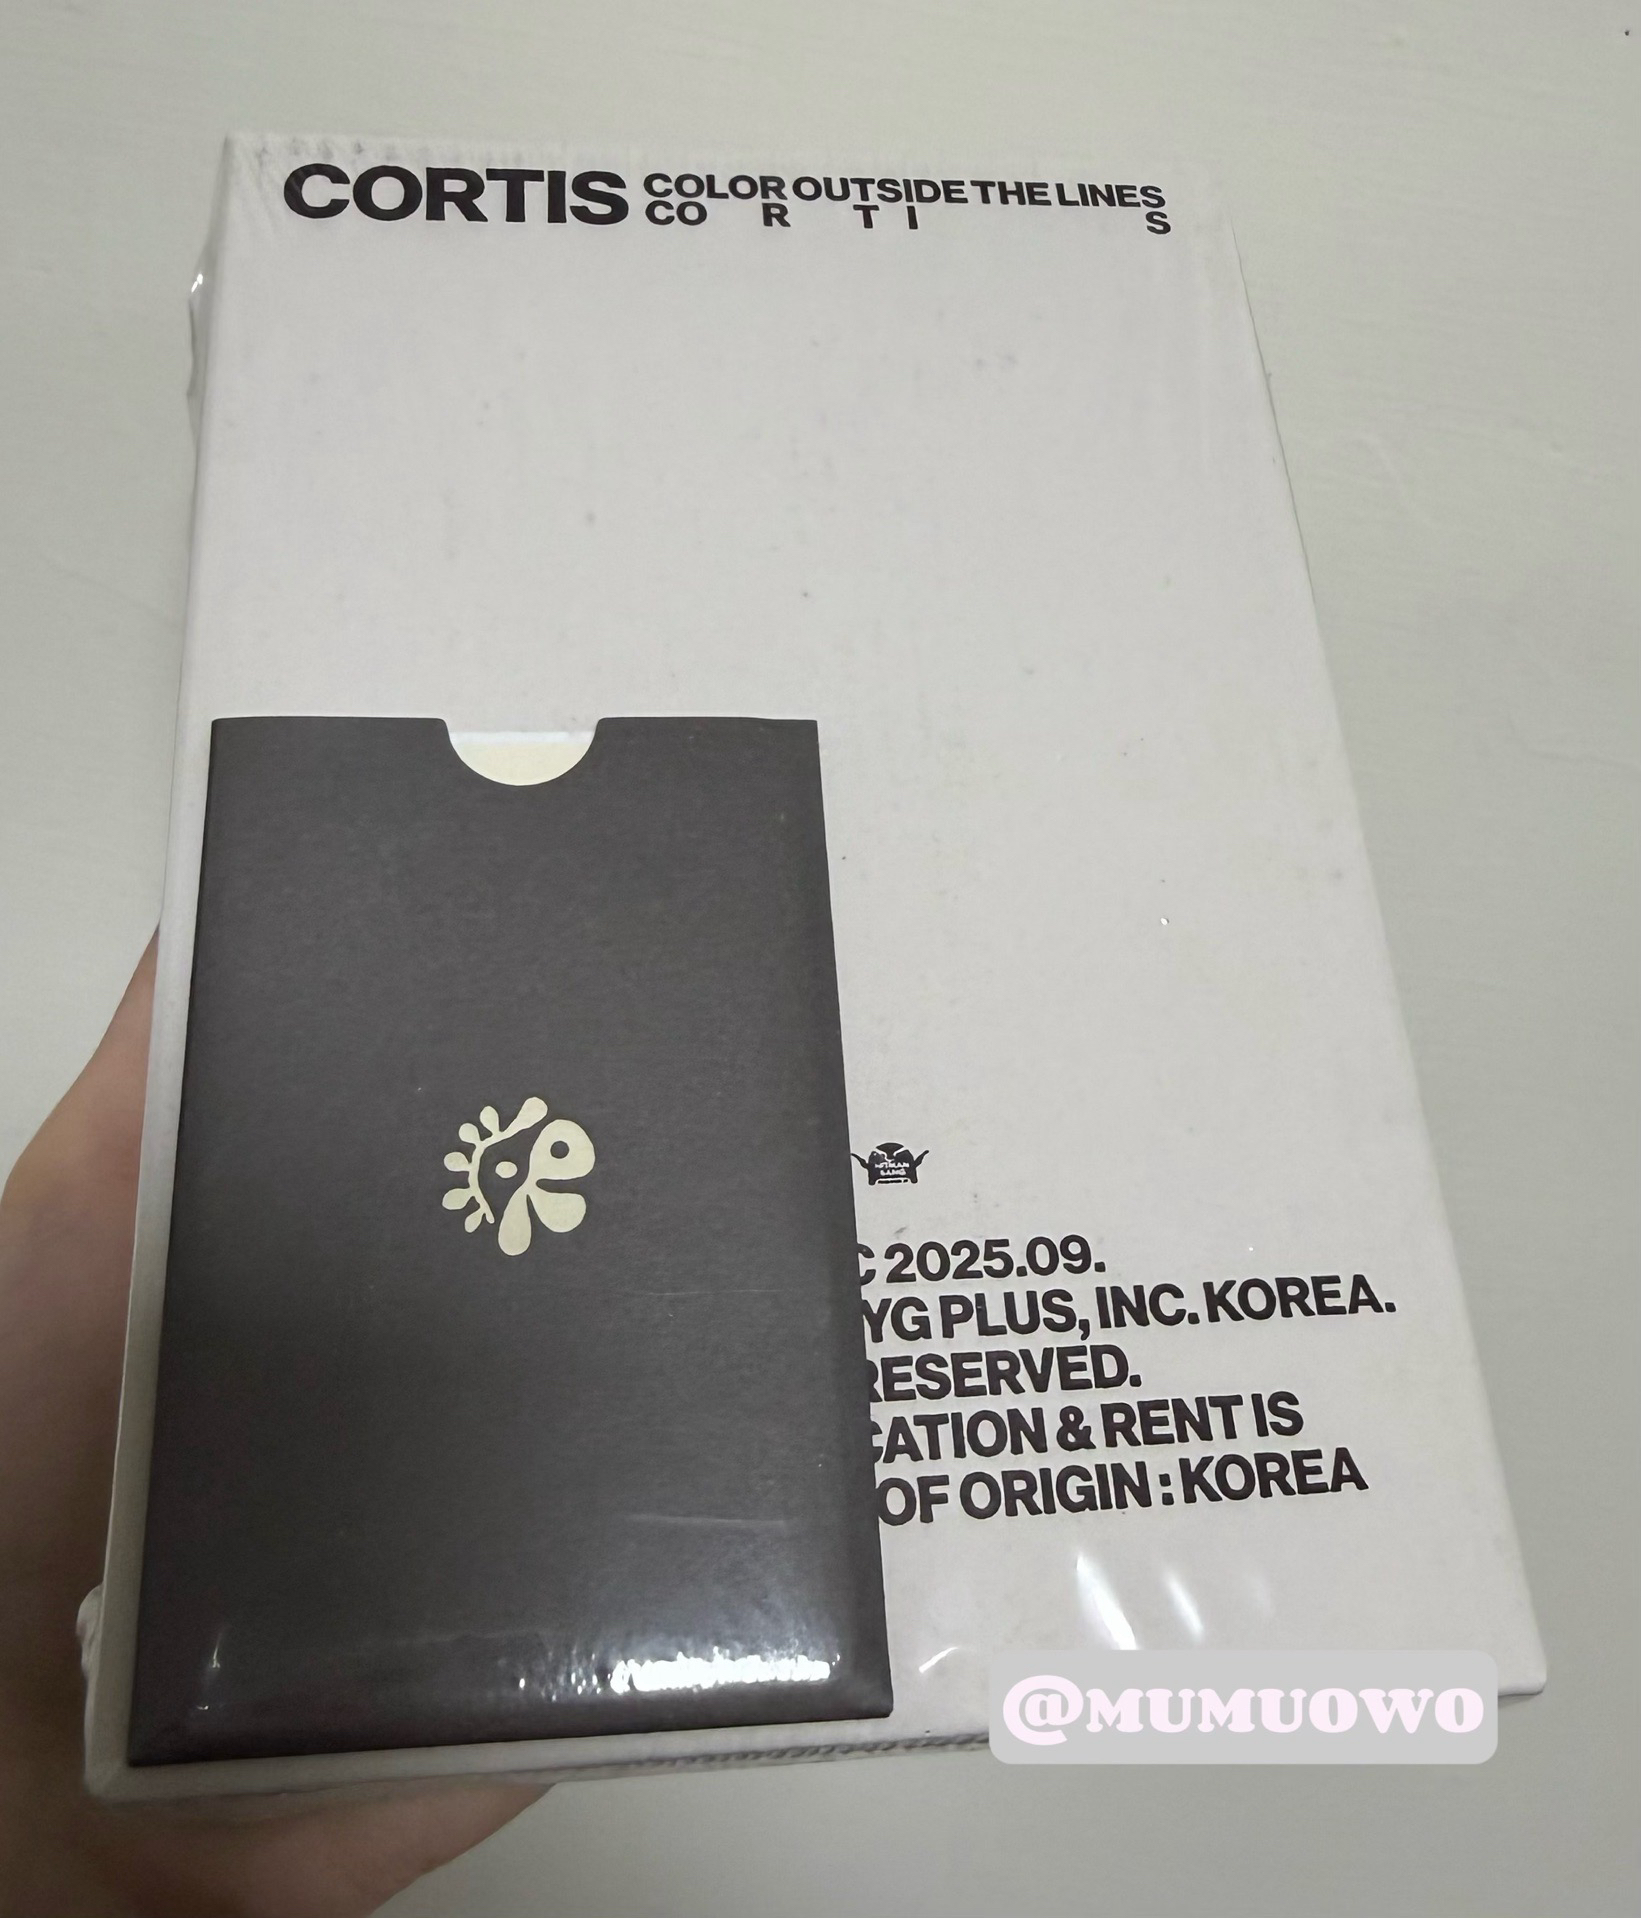 CORTIS COLOR OUTSIDE THE LINES
CO R T I S
C 2025.09.
YG PLUS, INC. KOREA.
RESERVED.
CATION & RENT IS
OF ORIGIN : KOREA
@MUMUOWO